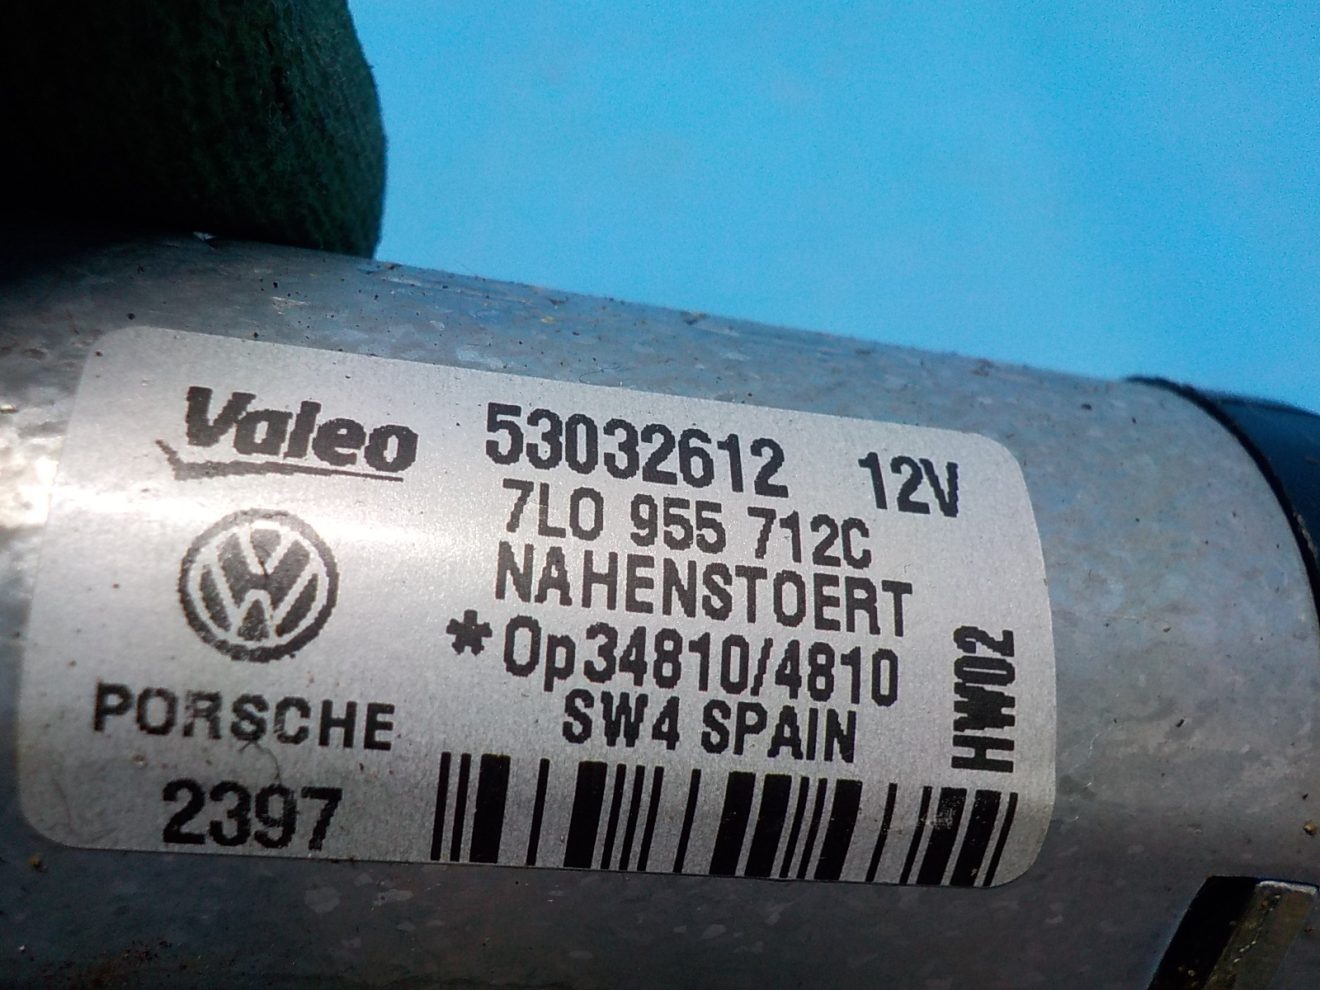 Valeo 53032612 12V
7L0 955 712C
NAHENSTOERT
*Op34810/4810
SW4 SPAIN
HW02
PORSCHE
2397